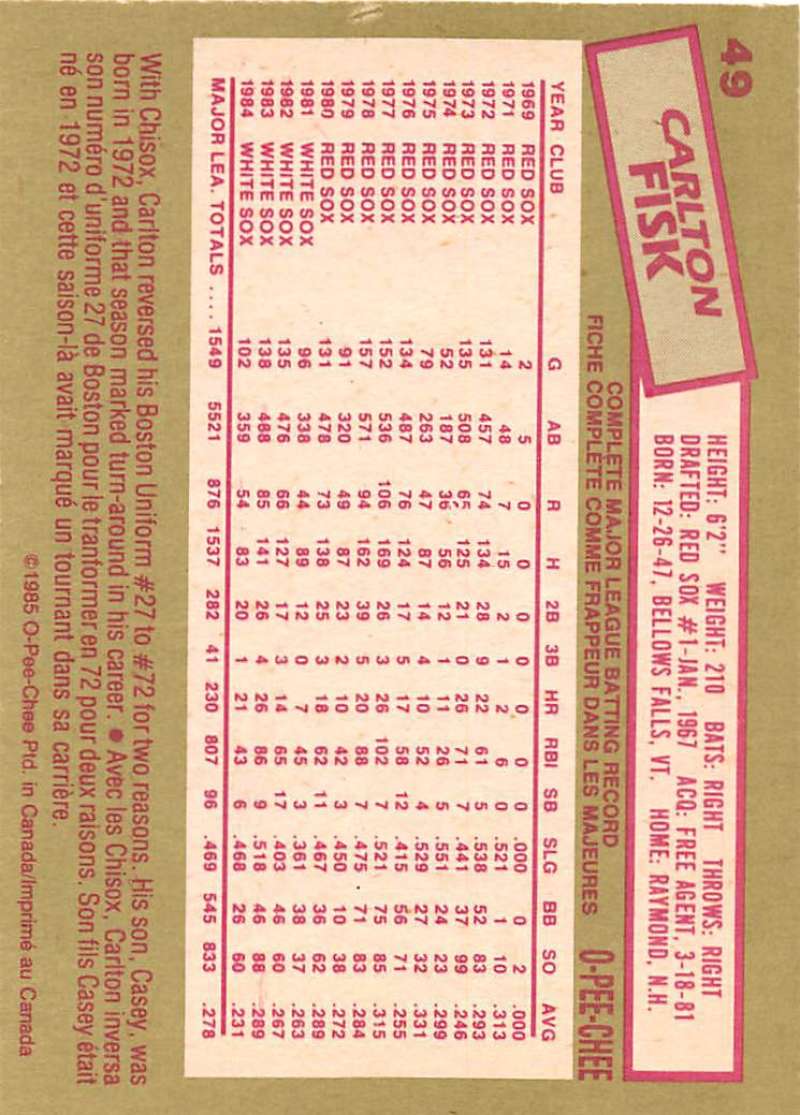 49
CARLTON
FISK
HEIGHT: 6'2" WEIGHT: 210 BATS: RIGHT THROWS: RIGHT
DRAFTED: RED SOX #1-JAN., 1967 ACQ: FREE AGENT, 3-18-81
BORN: 12-26-47, BELLOWS FALLS, VT. HOME: RAYMOND, N.H.
COMPLETE MAJOR LEAGUE BATTING RECORD
FICHE COMPLÈTE COMME FRAPPEUR DANS LES MAJEURES O-PEE-CHEE
YEAR CLUB G AB R H 2B 3B HR RBI SB SLG BB SO AVG
1969 RED SOX 2 5 0 0 0 0 0 0 0 .000 0 2 .000
1971 RED SOX 14 48 7 15 2 1 2 6 0 .521 1 10 .313
1972 RED SOX 131 457 74 134 28 9 22 61 5 .538 52 83 .293
1973 RED SOX 135 508 65 125 21 0 26 71 7 .441 37 99 .246
1974 RED SOX 52 187 36 56 12 1 11 26 5 .551 24 23 .299
1975 RED SOX 79 263 47 87 14 4 10 52 4 .529 27 32 .331
1976 RED SOX 134 487 76 124 17 5 17 58 12 .415 56 71 .255
1977 RED SOX 152 536 106 169 26 3 26 102 7 .521 75 85 .315
1978 RED SOX 157 571 94 162 39 5 20 88 7 .475 71 83 .284
1979 RED SOX 91 320 49 87 23 2 10 42 3 .450 10 38 .272
1980 RED SOX 131 478 73 138 25 3 18 62 11 .467 36 62 .289
1981 WHITE SOX 96 338 44 89 12 0 7 45 3 .361 38 37 .263
1982 WHITE SOX 135 476 66 127 17 3 14 65 17 .403 46 60 .267
1983 WHITE SOX 138 488 85 141 26 4 26 86 9 .518 46 88 .289
1984 WHITE SOX 102 359 54 83 20 1 21 43 6 .468 26 60 .231
MAJOR LEA. TOTALS .... 1549 5521 876 1537 282 41 230 807 96 .469 545 833 .278
With Chisox, Carlton reversed his Boston Uniform #27 to #72 for two reasons. His son, Casey, was
born in 1972 and that season marked turn-around in his career. ● Avec les Chisox, Carlton inversa
son numéro d'uniforme 27 de Boston pour le tranformer en 72 pour deux raisons. Son fils Casey était
né en 1972 et cette saison-là avait marqué un tournant dans sa carrière.
©1985 O-Pee-Chee Ptd. in Canada/Imprimé au Canada